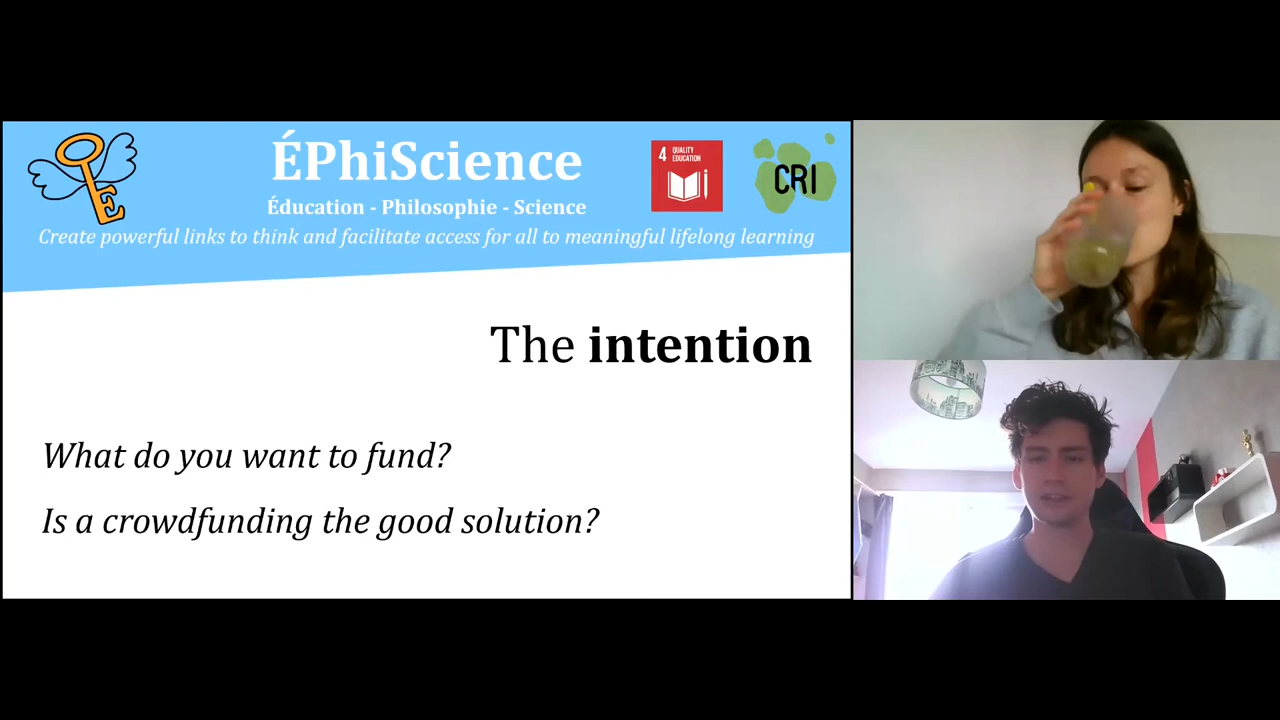 ÉPhiScience
Éducation - Philosophie - Science
Create powerful links to think and facilitate access for all to meaningful lifelong learning
4 QUALITY
EDUCATION
CRI
E
The intention
What do you want to fund?
Is a crowdfunding the good solution?